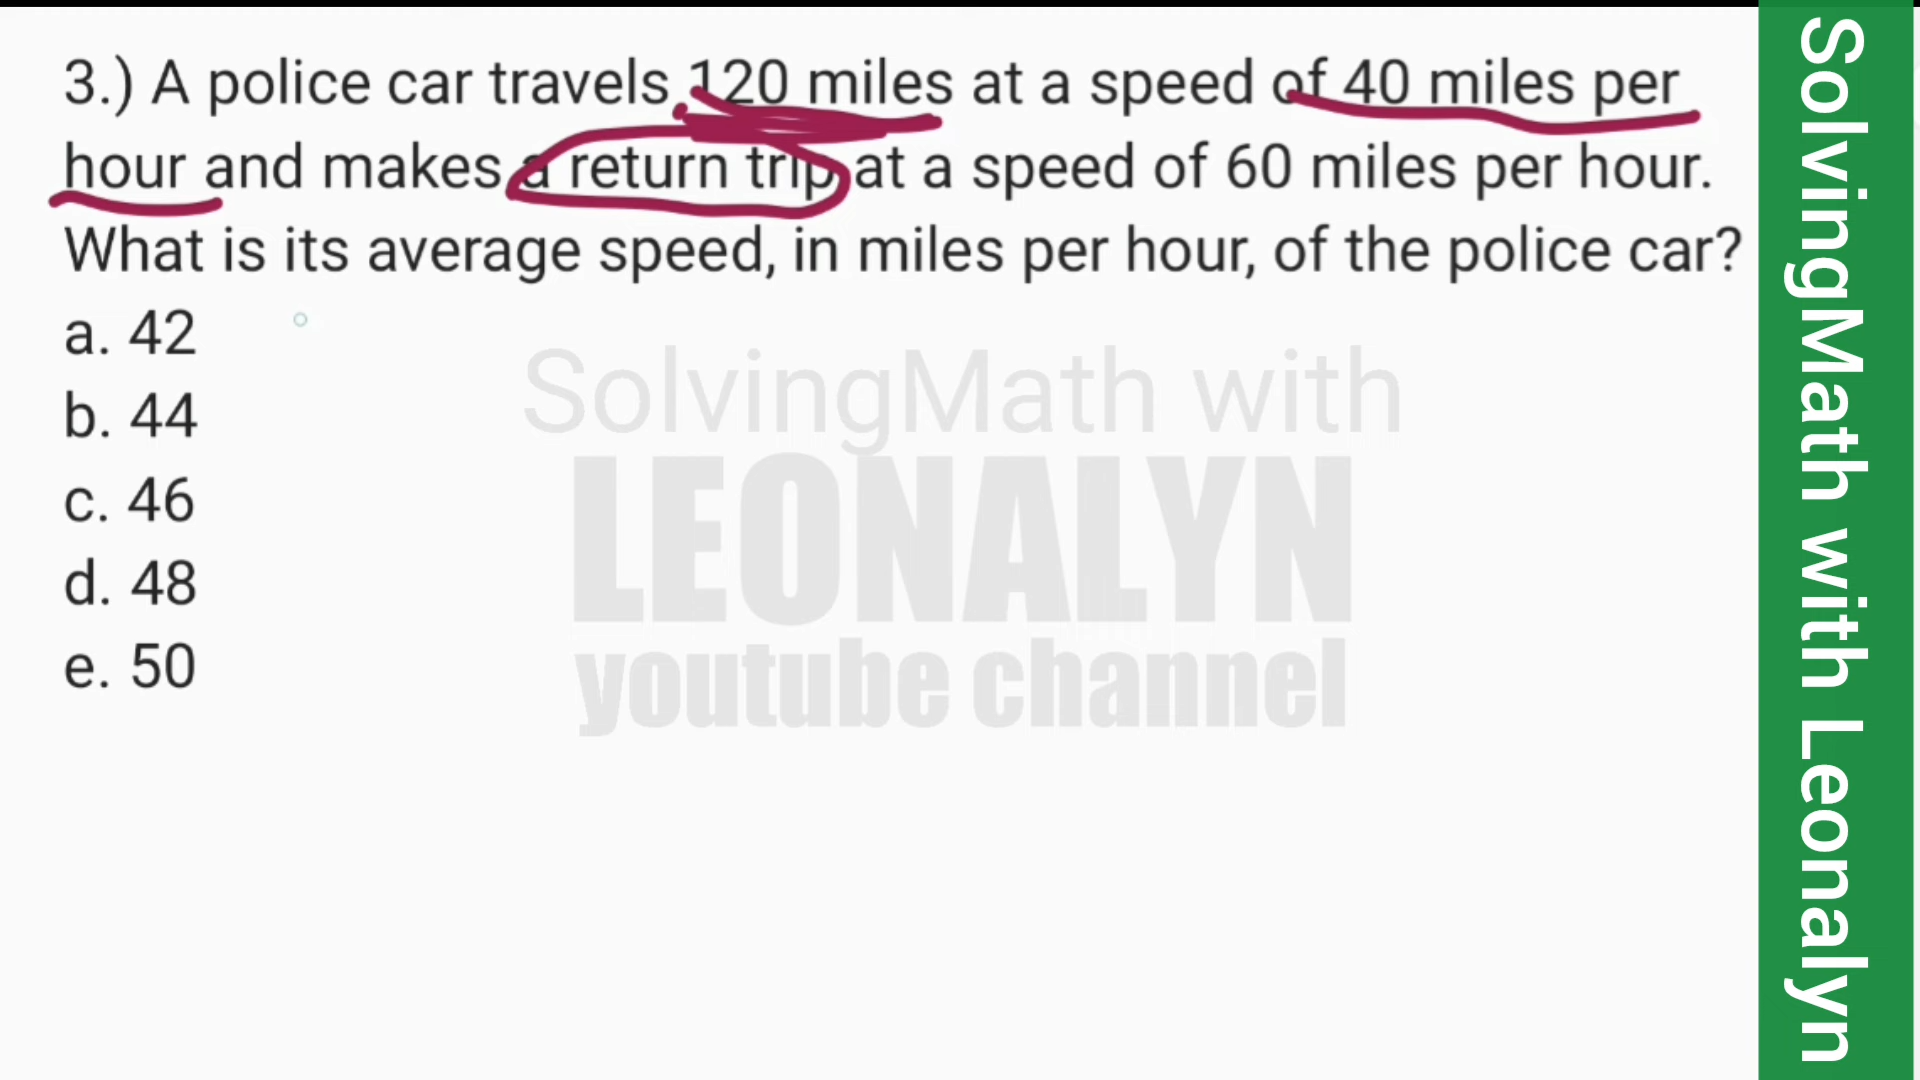 3.) A police car travels 120 miles at a speed of 40 miles per
hour and makes a return trip at a speed of 60 miles per hour.
What is its average speed, in miles per hour, of the police car?
a. 42
b. 44
c. 46
d. 48
e. 50
SolvingMath with
LEONALYN
youtube channel
SolvingMath with Leonalyn